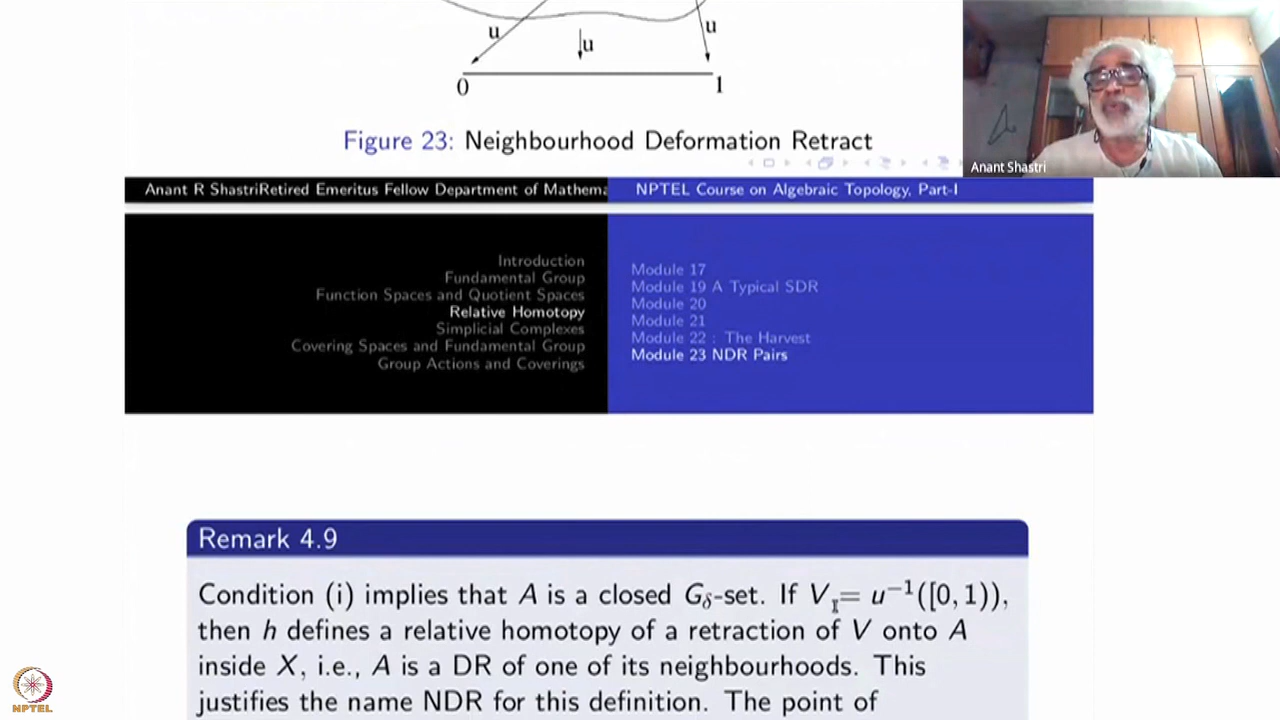 u
u
u
0
1
Figure 23: Neighbourhood Deformation Retract
Anant Shastri
Anant R ShastriRetired Emeritus Fellow Department of Mathema
NPTEL Course on Algebraic Topology, Part-I
Introduction
Fundamental Group
Function Spaces and Quotient Spaces
Relative Homotopy
Simplicial Complexes
Covering Spaces and Fundamental Group
Group Actions and Coverings
Module 17
Module 19 A Typical SDR
Module 20
Module 21
Module 22 : The Harvest
Module 23 NDR Pairs
Remark 4.9
Condition (i) implies that A is a closed G_δ-set. If V = u⁻¹([0, 1)),
then h defines a relative homotopy of a retraction of V onto A
inside X, i.e., A is a DR of one of its neighbourhoods. This
justifies the name NDR for this definition. The point of
NPTEL